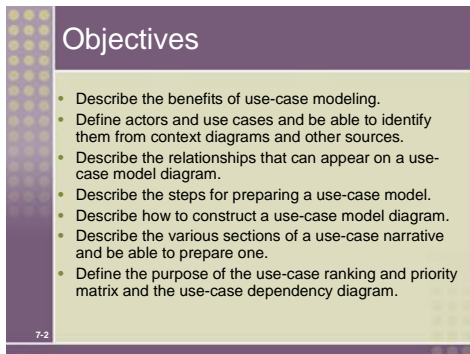 Objectives
• Describe the benefits of use-case modeling.
• Define actors and use cases and be able to identify
them from context diagrams and other sources.
• Describe the relationships that can appear on a use-
case model diagram.
• Describe the steps for preparing a use-case model.
• Describe how to construct a use-case model diagram.
• Describe the various sections of a use-case narrative
and be able to prepare one.
• Define the purpose of the use-case ranking and priority
matrix and the use-case dependency diagram.
7-2